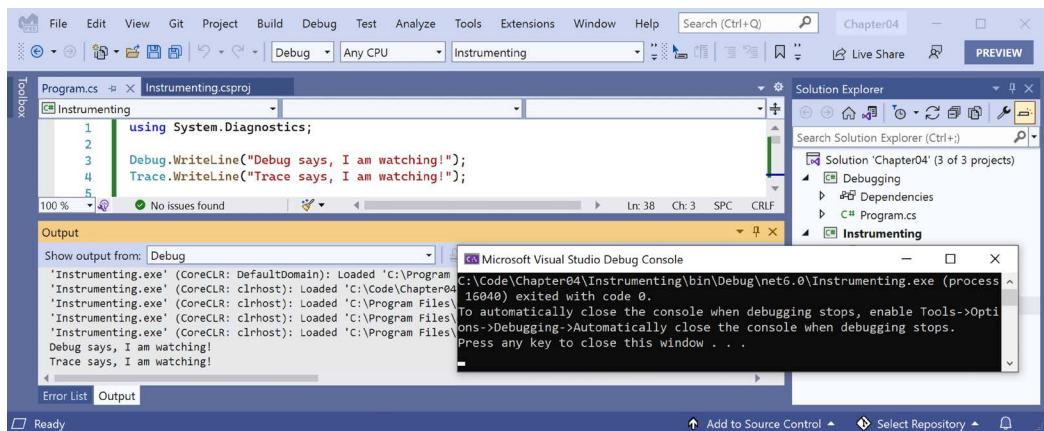 File Edit View Git Project Build Debug Test Analyze Tools Extensions Window Help Search (Ctrl+Q) Chapter04
Debug Any CPU Instrumenting Live Share PREVIEW
Toolbox
Program.cs Instrumenting.csproj
Instrumenting
1 using System.Diagnostics;
2
3 Debug.WriteLine("Debug says, I am watching!");
4 Trace.WriteLine("Trace says, I am watching!");
5
100 % No issues found Ln: 38 Ch: 3 SPC CRLF
Output
Show output from: Debug
'Instrumenting.exe' (CoreCLR: DefaultDomain): Loaded 'C:\Program
'Instrumenting.exe' (CoreCLR: clrhost): Loaded 'C:\Code\Chapter04
'Instrumenting.exe' (CoreCLR: clrhost): Loaded 'C:\Program Files\
'Instrumenting.exe' (CoreCLR: clrhost): Loaded 'C:\Program Files\
'Instrumenting.exe' (CoreCLR: clrhost): Loaded 'C:\Program Files\
Debug says, I am watching!
Trace says, I am watching!
Error List Output
Microsoft Visual Studio Debug Console
C:\Code\Chapter04\Instrumenting\bin\Debug\net6.0\Instrumenting.exe (process
16040) exited with code 0.
To automatically close the console when debugging stops, enable Tools->Opti
ons->Debugging->Automatically close the console when debugging stops.
Press any key to close this window . . .
Solution Explorer
Search Solution Explorer (Ctrl+;)
Solution 'Chapter04' (3 of 3 projects)
C# Debugging
Dependencies
C# Program.cs
C# Instrumenting
Ready Add to Source Control Select Repository